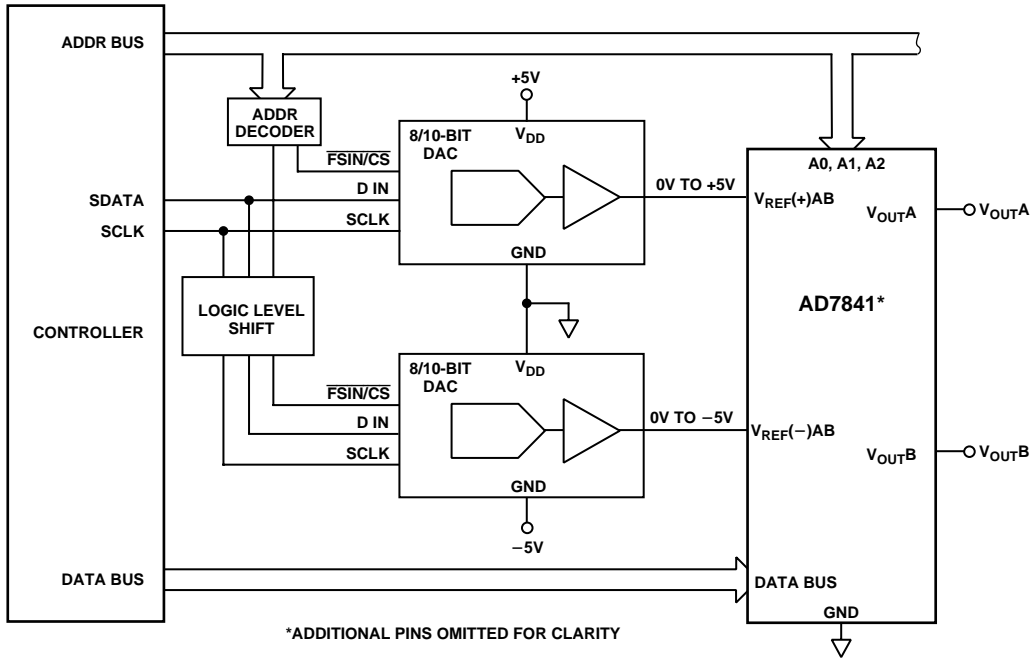 ADDR BUS
+5V
ADDR
DECODER
8/10-BIT
DAC
VDD
FSIN/CS
A0, A1, A2
D IN
0V TO +5V
SDATA
VREF(+)AB
VOUTA
VOUTA
SCLK
SCLK
GND
LOGIC LEVEL
SHIFT
AD7841*
CONTROLLER
8/10-BIT
DAC
VDD
FSIN/CS
D IN
0V TO −5V
VREF(−)AB
SCLK
VOUTB
VOUTB
GND
−5V
DATA BUS
DATA BUS
GND
*ADDITIONAL PINS OMITTED FOR CLARITY